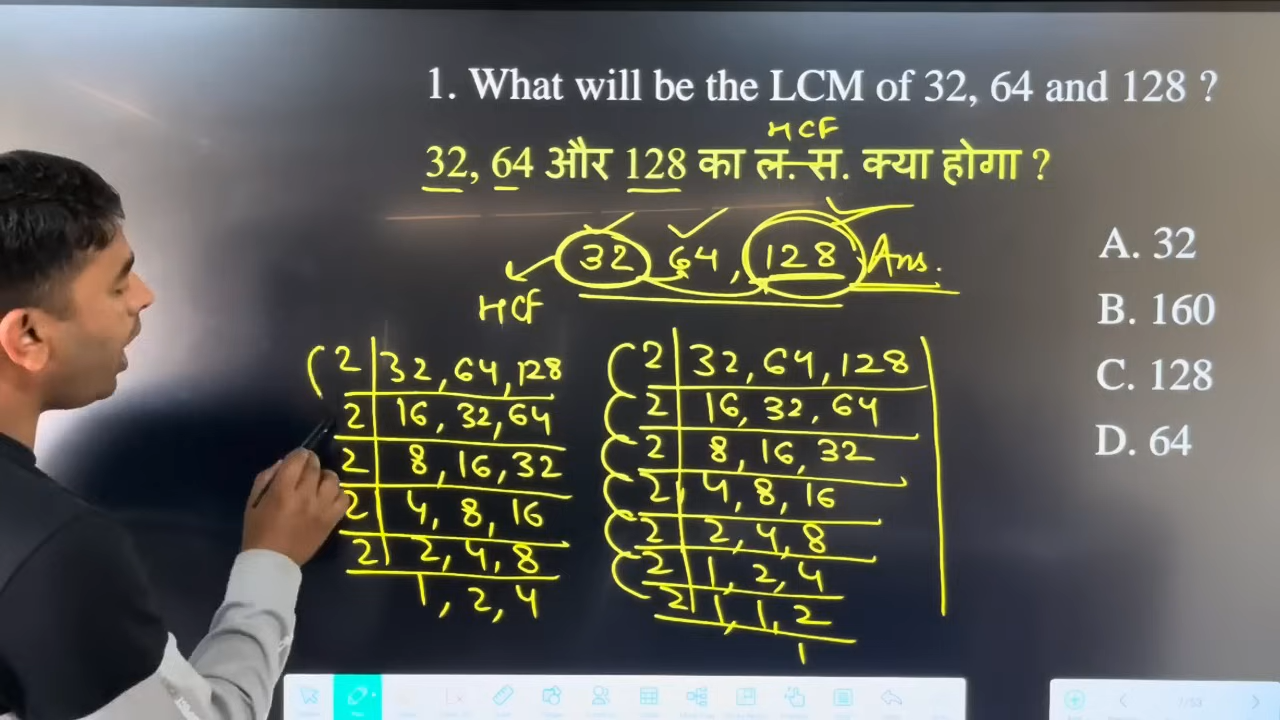 1. What will be the LCM of 32, 64 and 128 ?
HCF
32, 64 और 128 का ल. स. क्या होगा ?
32 64, 128 Ans.
HCF
A. 32
B. 160
C. 128
D. 64
2 32, 64, 128
2 16, 32, 64
2 8, 16, 32
2 4, 8, 16
2 2, 4, 8
1, 2, 4
2 32, 64, 128
2 16, 32, 64
2 8, 16, 32
2 4, 8, 16
2 2, 4, 8
2 1, 2, 4
2 1, 1, 2
1